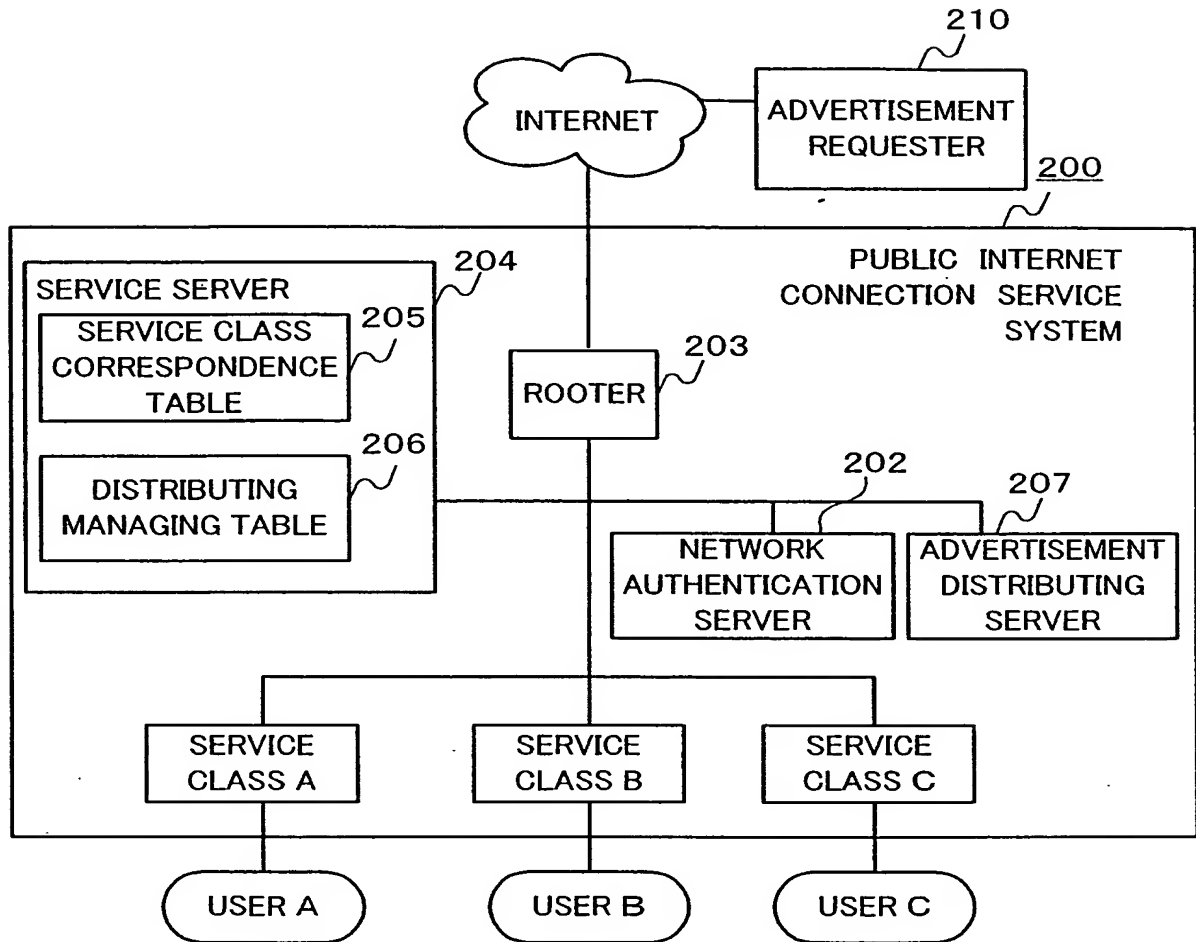 210
INTERNET
ADVERTISEMENT
REQUESTER
200
204
PUBLIC INTERNET
CONNECTION SERVICE
SYSTEM
SERVICE SERVER
205
SERVICE CLASS
CORRESPONDENCE
TABLE
203
ROOTER
206
DISTRIBUTING
MANAGING TABLE
202
NETWORK
AUTHENTICATION
SERVER
207
ADVERTISEMENT
DISTRIBUTING
SERVER
SERVICE
CLASS A
SERVICE
CLASS B
SERVICE
CLASS C
USER A
USER B
USER C